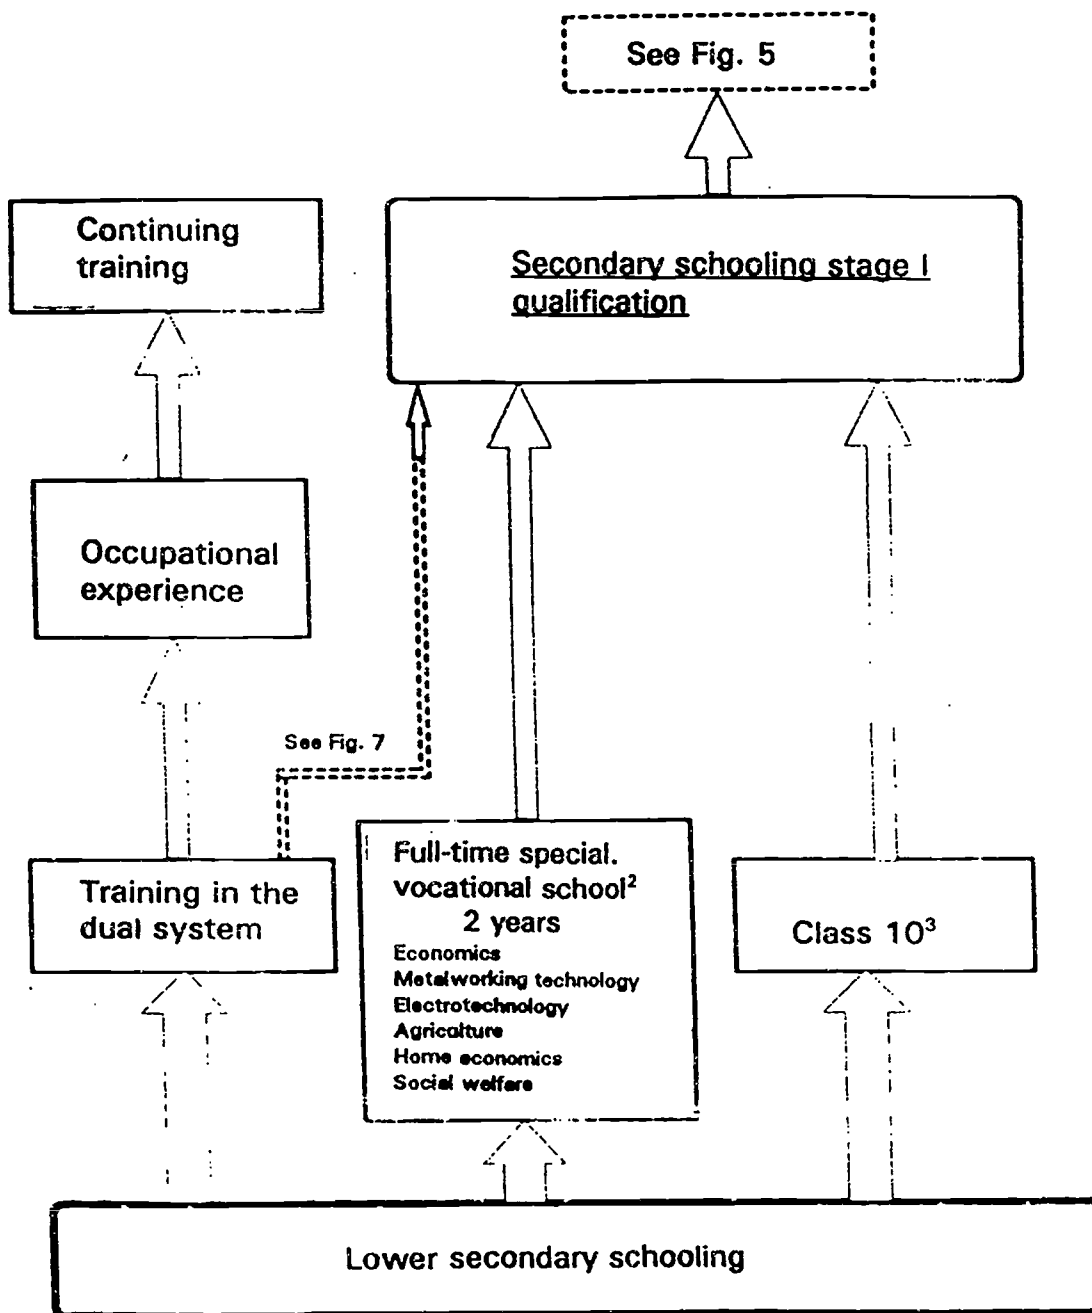 See Fig. 5
Continuing
training
Secondary schooling stage I
qualification
Occupational
experience
See Fig. 7
Training in the
dual system
Full-time special.
vocational school²
2 years
Economics
Metalworking technology
Electrotechnology
Agriculture
Home economics
Social welfare
Class 10³
Lower secondary schooling